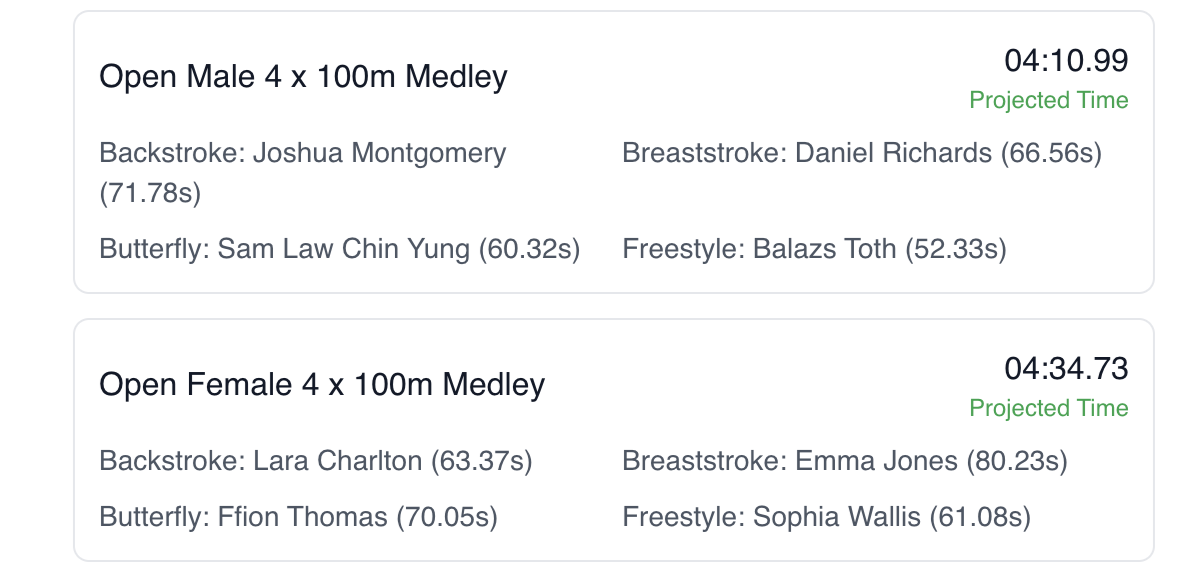 Open Male 4 x 100m Medley
04:10.99
Projected Time
Backstroke: Joshua Montgomery
(71.78s)
Breaststroke: Daniel Richards (66.56s)
Butterfly: Sam Law Chin Yung (60.32s)
Freestyle: Balazs Toth (52.33s)
Open Female 4 x 100m Medley
04:34.73
Projected Time
Backstroke: Lara Charlton (63.37s)
Breaststroke: Emma Jones (80.23s)
Butterfly: Ffion Thomas (70.05s)
Freestyle: Sophia Wallis (61.08s)